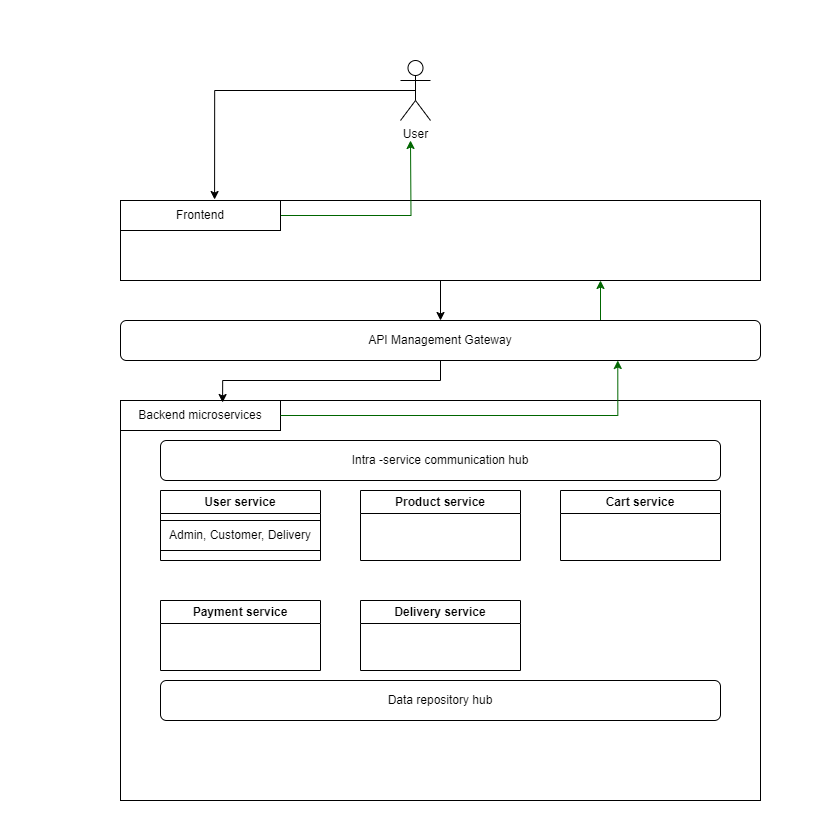 User
Frontend
API Management Gateway
Backend microservices
Intra -service communication hub
User service
Product service
Cart service
Admin, Customer, Delivery
Payment service
Delivery service
Data repository hub